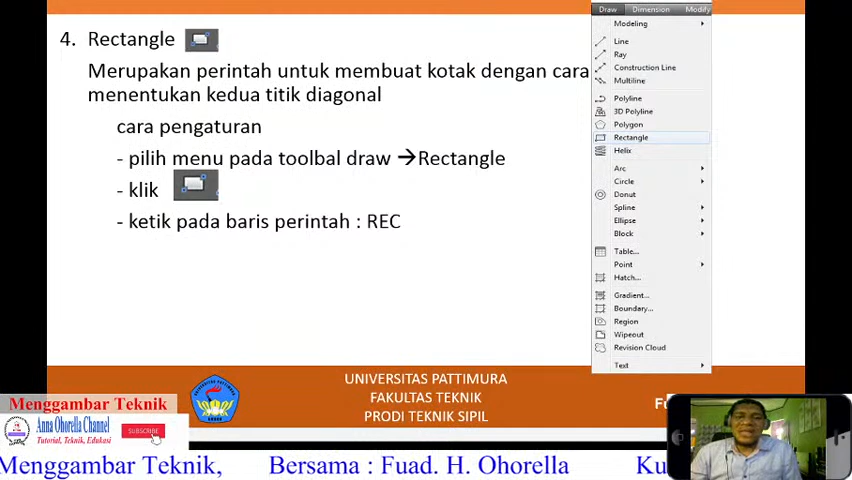 4. Rectangle
Merupakan perintah untuk membuat kotak dengan cara
menentukan kedua titik diagonal
cara pengaturan
- pilih menu pada toolbal draw →Rectangle
- klik
- ketik pada baris perintah : REC
Draw Dimension Modify
Modeling
Line
Ray
Construction Line
Multiline
Polyline
3D Polyline
Polygon
Rectangle
Helix
Arc
Circle
Donut
Spline
Ellipse
Block
Table...
Point
Hatch...
Gradient...
Boundary...
Region
Wipeout
Revision Cloud
Text
UNIVERSITAS PATTIMURA
FAKULTAS TEKNIK
PRODI TEKNIK SIPIL
Menggambar Teknik
Anna Ohorella Channel
Tutorial, Teknik, Edukasi
SUBSCRIBE
Menggambar Teknik, Bersama : Fuad. H. Ohorella Ku